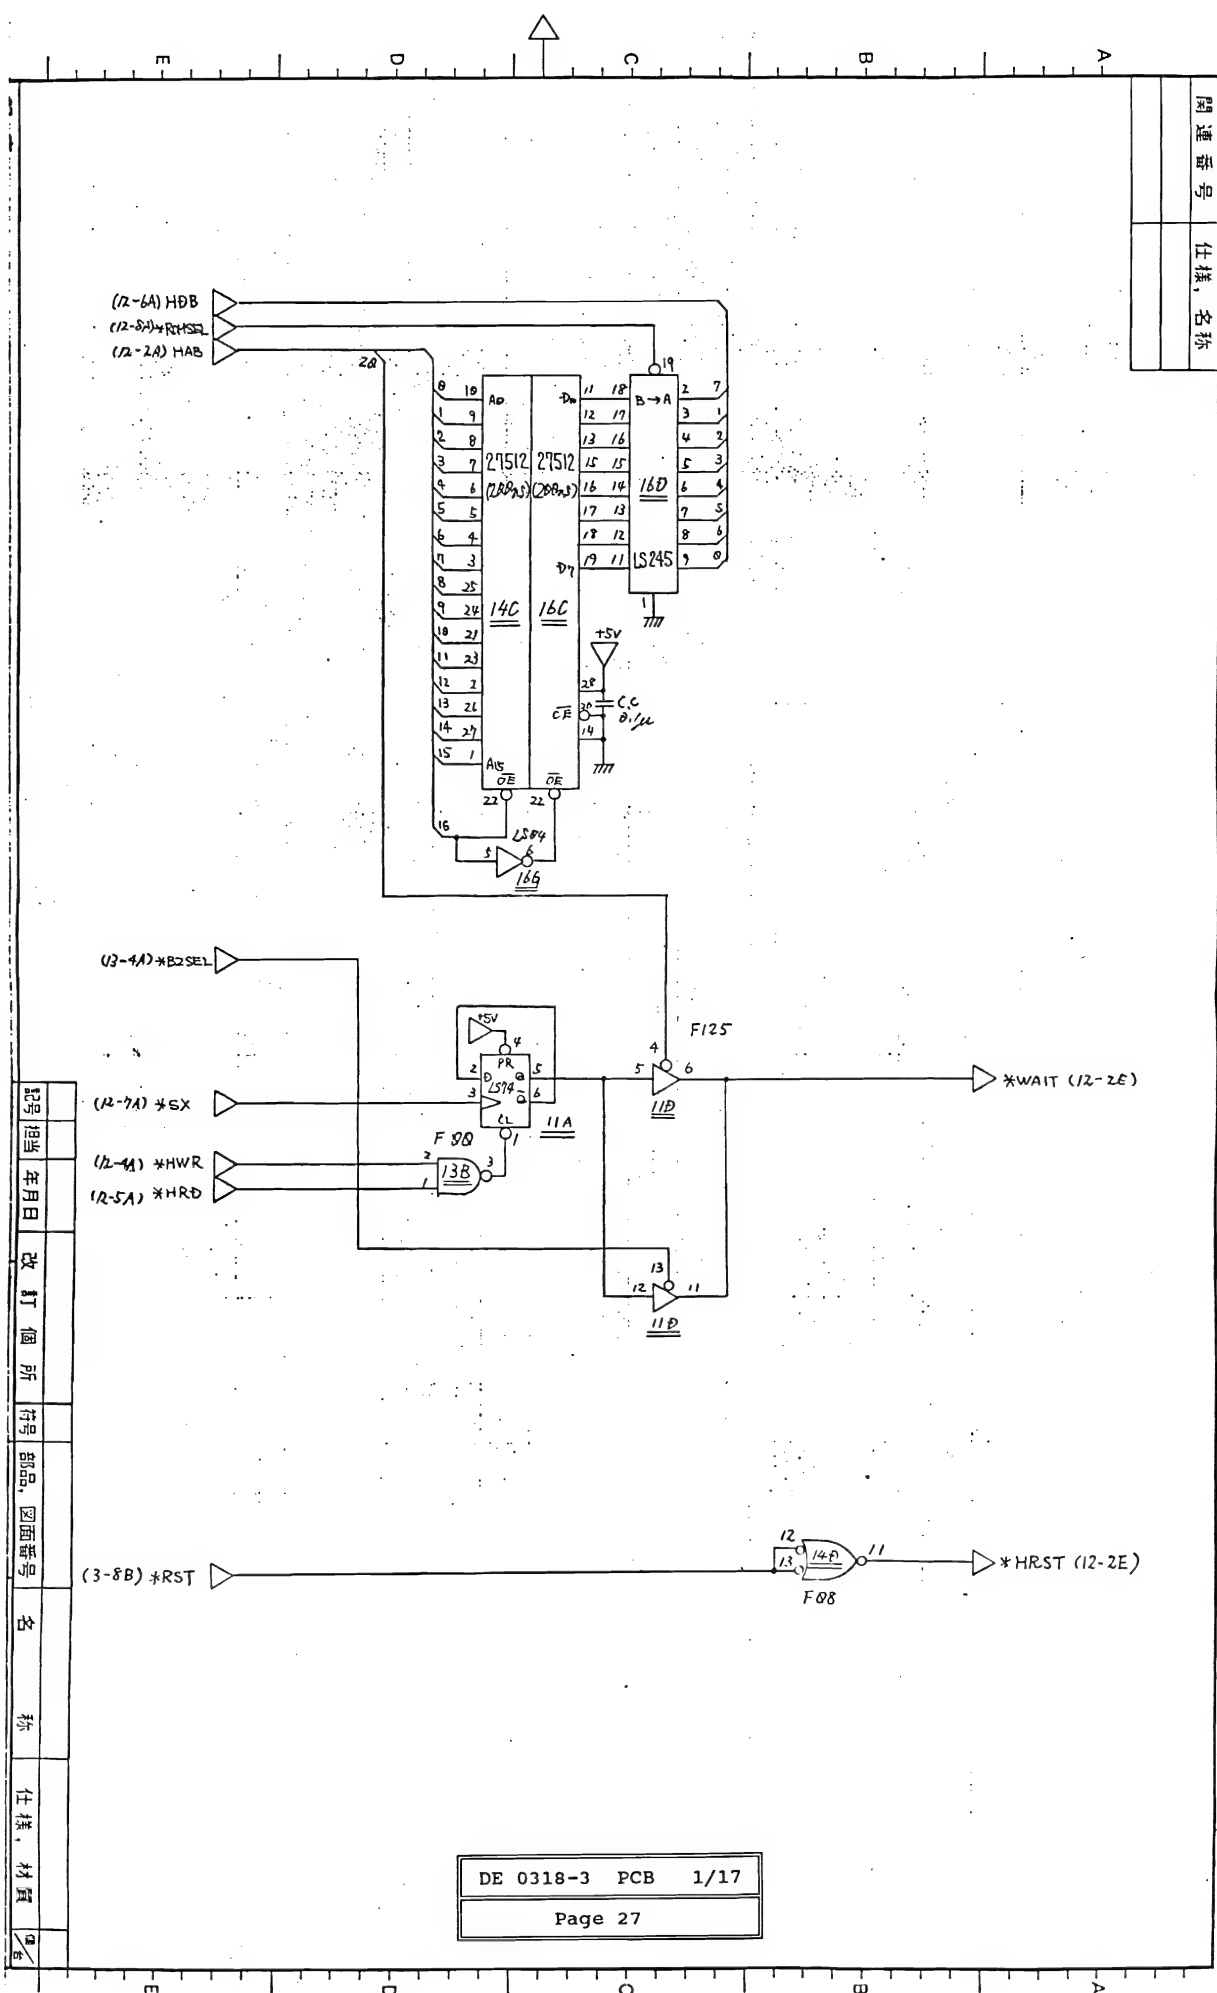 E D C B A
関連番号 仕様，名称
(12-6A) HDB
(12-8A) *ROMSEL
(12-2A) HAB
20
19
0 10 A0
1 9
2 8
3 7
4 6
5 5
6 4
7 3
8 25
9 24
10 21
11 23
12 2
13 26
14 27
15 1 A15
27512 27512
(200ns) (200ns)
14C 16C
D0 11 18 B→A 2 7
12 17 3 1
13 16 4 2
15 15 5 3
16 14 16D 6 4
17 13 7 5
18 12 8 6
D7 19 11 LS245 9 0
1
+5V
28
C.C
0.1μ
CE 20
14
OE OE
22 22
16
LS04
5 6
16G
(13-4A) *B2SEL
+5V
4
PR
2 D Q 5
LS74
3 Q 6
CL
1
11A
F125
4
5 6
11D
*WAIT (12-2E)
(12-7A) *SX
F00
(12-4A) *HWR
2 3
13B
(12-5A) *HRD
1
13
12 11
11D
(3-8B) *RST
12
13
14D
11
F08
*HRST (12-2E)
記号 担当 年月日 改訂個所 符号 部品，図面番号 名称 仕様，材質
DE 0318-3 PCB 1/17
Page 27
E D C B A